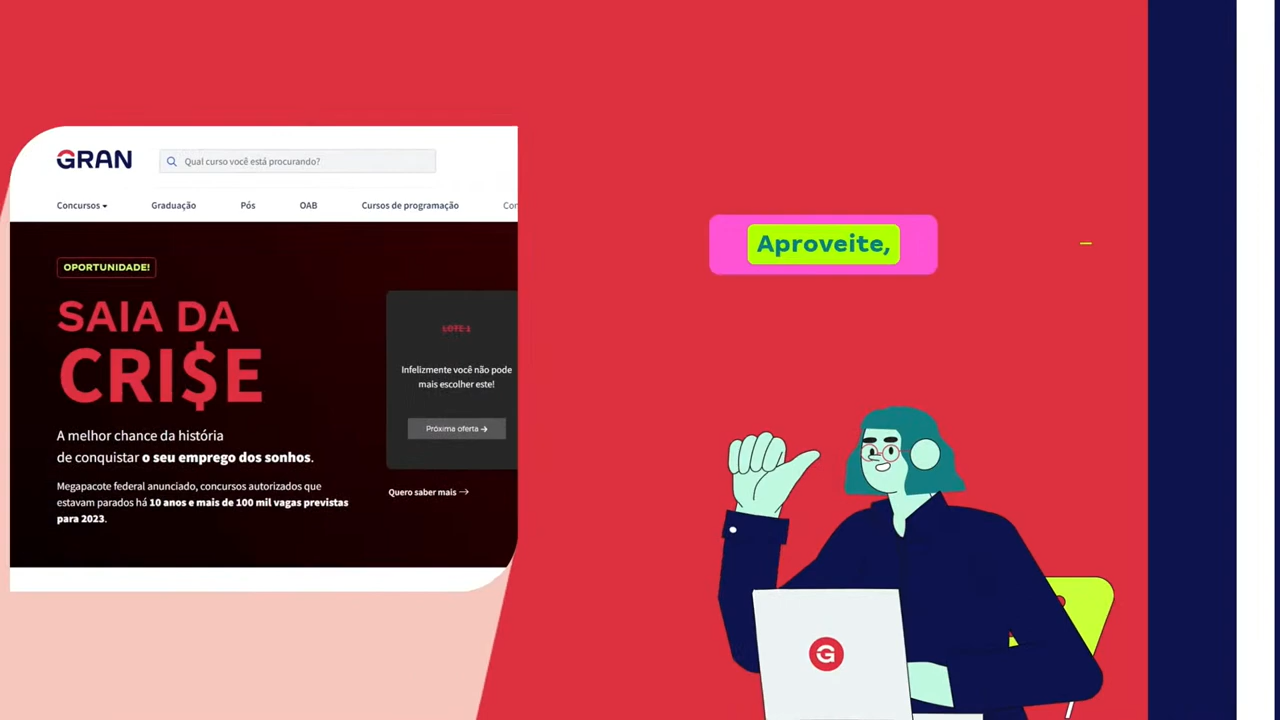 GRAN
Qual curso você está procurando?
Concursos
Graduação
Pós
OAB
Cursos de programação
OPORTUNIDADE!
SAIA DA
CRI$E
A melhor chance da história
de conquistar o seu emprego dos sonhos.
Megapacote federal anunciado, concursos autorizados que
estavam parados há 10 anos e mais de 100 mil vagas previstas
para 2023.
LOTE 1
Infelizmente você não pode
mais escolher este!
Próxima oferta →
Quero saber mais →
Aproveite,
G